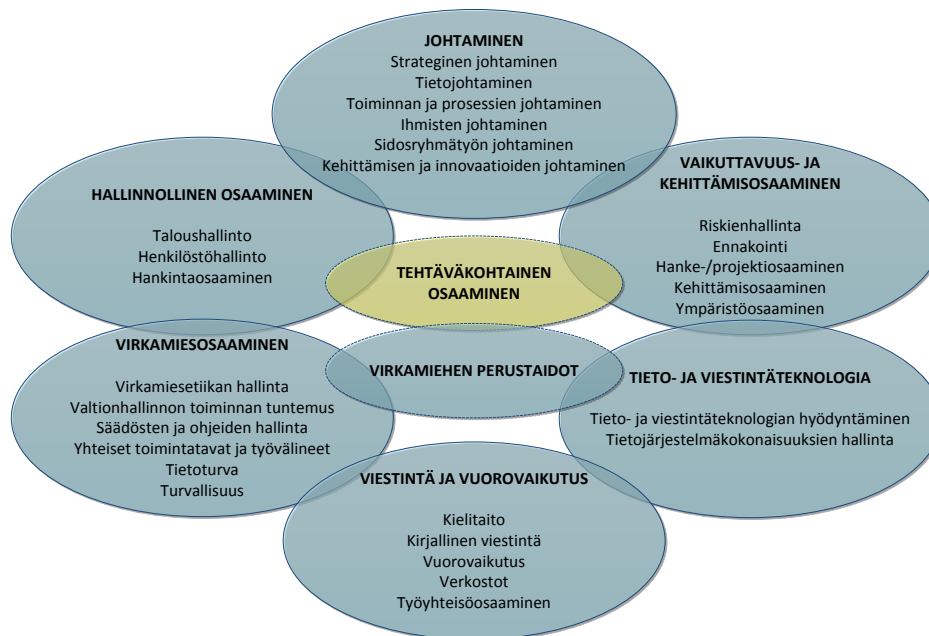 JOHTAMINEN
Strateginen johtaminen
Tietojohtaminen
Toiminnan ja prosessien johtaminen
Ihmisten johtaminen
Sidosryhmätyön johtaminen
Kehittämisen ja innovaatioiden johtaminen
HALLINNOLLINEN OSAAMINEN
Taloushallinto
Henkilöstöhallinto
Hankintaosaaminen
VAIKUTTAVUUS- JA
KEHITTÄMISOSAAMINEN
Riskienhallinta
Ennakointi
Hanke-/projektiosaaminen
Kehittämisosaaminen
Ympäristöosaaminen
TEHTÄVÄKOHTAINEN
OSAAMINEN
VIRKAMIEHEN PERUSTAIDOT
VIRKAMIESOSAAMINEN
Virkamiesetiikan hallinta
Valtionhallinnon toiminnan tuntemus
Säädösten ja ohjeiden hallinta
Yhteiset toimintatavat ja työvälineet
Tietoturva
Turvallisuus
TIETO- JA VIESTINTÄTEKNOLOGIA
Tieto- ja viestintäteknologian hyödyntäminen
Tietojärjestelmäkokonaisuuksien hallinta
VIESTINTÄ JA VUOROVAIKUTUS
Kielitaito
Kirjallinen viestintä
Vuorovaikutus
Verkostot
Työyhteisöosaaminen